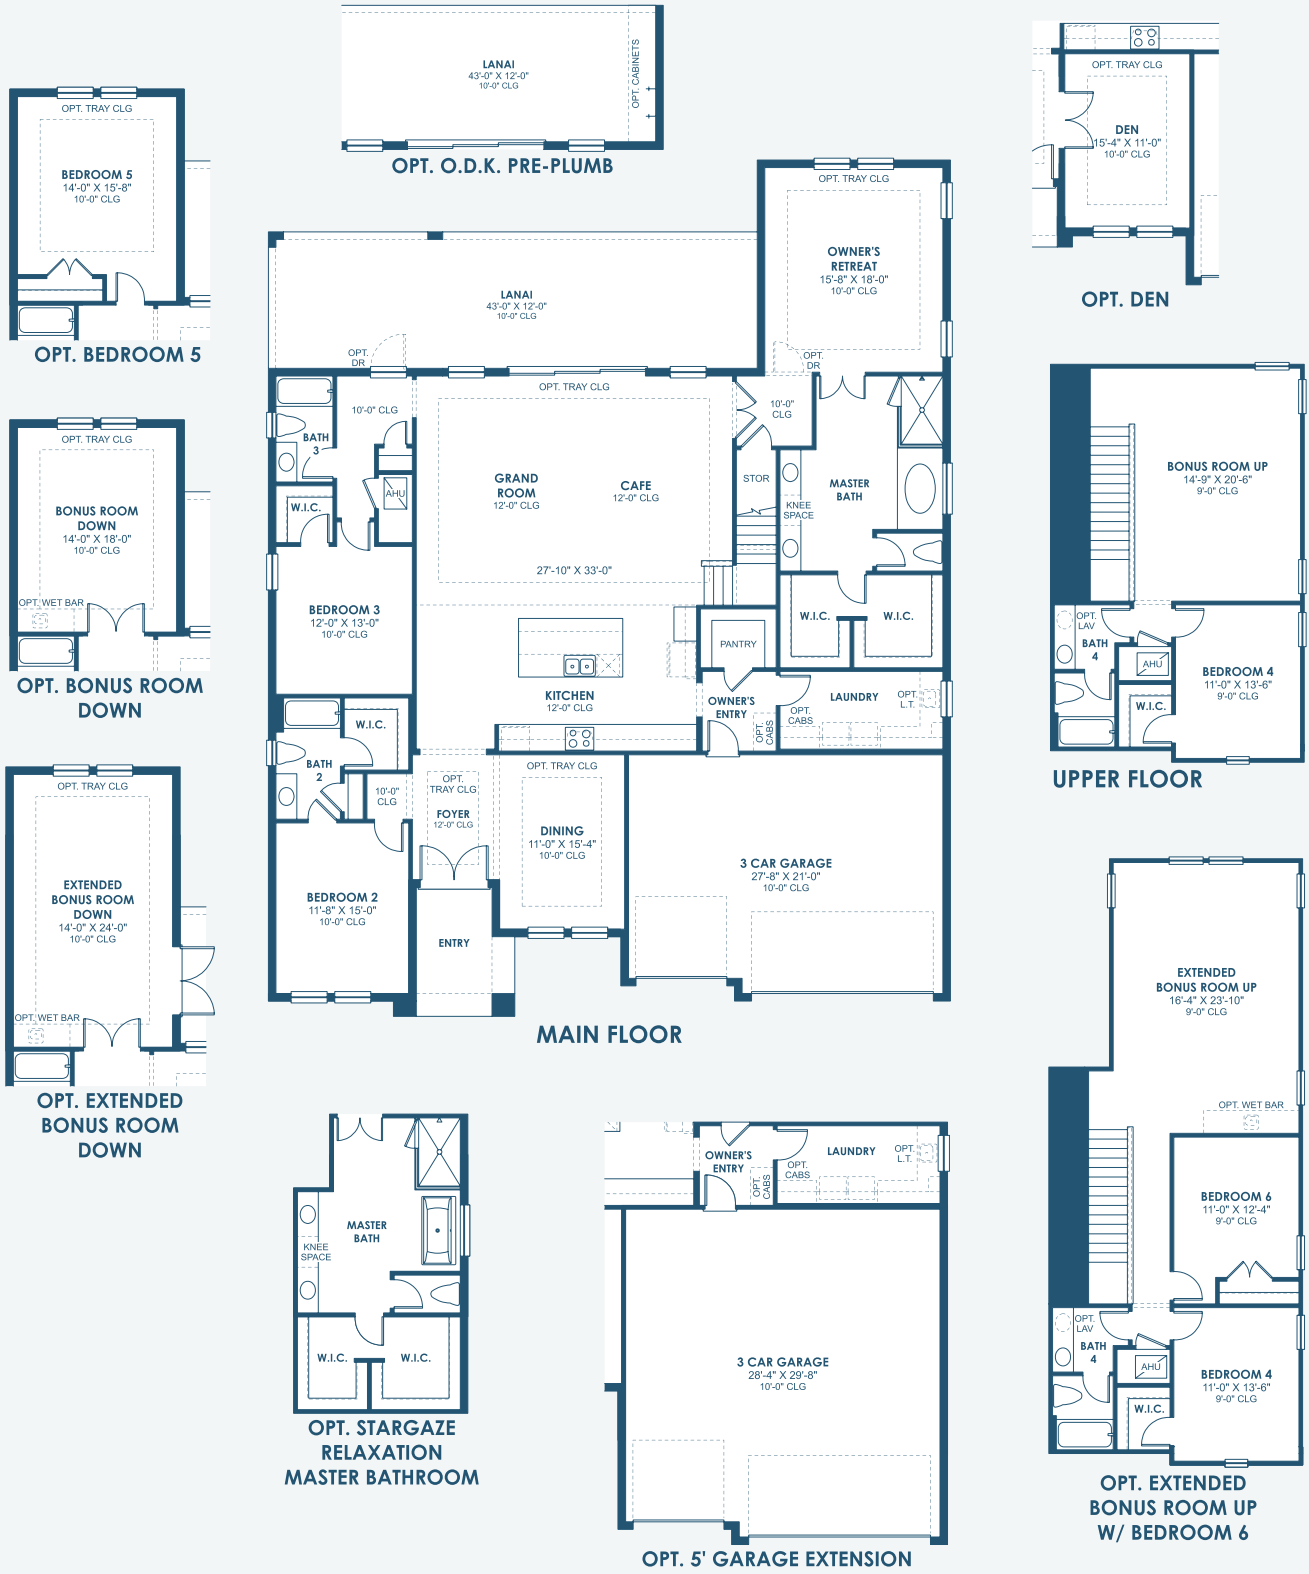 LANAI
43'-0" X 12'-0"
10'-0" CLG
OPT. CABINETS
OPT. O.D.K. PRE-PLUMB
OPT. TRAY CLG
DEN
15'-4" X 11'-0"
10'-0" CLG
OPT. DEN
OPT. TRAY CLG
BEDROOM 5
14'-0" X 15'-8"
10'-0" CLG
OPT. BEDROOM 5
OPT. TRAY CLG
BONUS ROOM
DOWN
14'-0" X 18'-0"
10'-0" CLG
OPT. WET BAR
OPT. BONUS ROOM
DOWN
OPT. TRAY CLG
EXTENDED
BONUS ROOM
DOWN
14'-0" X 24'-0"
10'-0" CLG
OPT. WET BAR
OPT. EXTENDED
BONUS ROOM
DOWN
OPT. TRAY CLG
OWNER'S
RETREAT
15'-8" X 18'-0"
10'-0" CLG
LANAI
43'-0" X 12'-0"
10'-0" CLG
OPT.
DR
OPT.
DR
OPT. TRAY CLG
10'-0" CLG
10'-0"
CLG
BATH
3
AHU
W.I.C.
GRAND
ROOM
12'-0" CLG
CAFE
12'-0" CLG
27'-10" X 33'-0"
STOR
KNEE
SPACE
MASTER
BATH
W.I.C.
W.I.C.
BEDROOM 3
12'-0" X 13'-0"
10'-0" CLG
PANTRY
KITCHEN
12'-0" CLG
OWNER'S
ENTRY
OPT.
CABS
OPT.
CABS
LAUNDRY
OPT.
L.T.
W.I.C.
BATH
2
10'-0"
CLG
OPT.
TRAY CLG
FOYER
12'-0" CLG
OPT. TRAY CLG
DINING
11'-0" X 15'-4"
10'-0" CLG
3 CAR GARAGE
27'-8" X 21'-0"
10'-0" CLG
BEDROOM 2
11'-8" X 15'-0"
10'-0" CLG
ENTRY
MAIN FLOOR
BONUS ROOM UP
14'-9" X 20'-6"
9'-0" CLG
OPT.
LAV
BATH
4
AHU
W.I.C.
BEDROOM 4
11'-0" X 13'-6"
9'-0" CLG
UPPER FLOOR
EXTENDED
BONUS ROOM UP
16'-4" X 23'-10"
9'-0" CLG
OPT. WET BAR
BEDROOM 6
11'-0" X 12'-4"
9'-0" CLG
OPT.
LAV
BATH
4
AHU
W.I.C.
BEDROOM 4
11'-0" X 13'-6"
9'-0" CLG
OPT. EXTENDED
BONUS ROOM UP
W/ BEDROOM 6
MASTER
BATH
KNEE
SPACE
W.I.C.
W.I.C.
OPT. STARGAZE
RELAXATION
MASTER BATHROOM
OWNER'S
ENTRY
OPT.
CABS
OPT.
CABS
LAUNDRY
OPT.
L.T.
3 CAR GARAGE
28'-4" X 29'-8"
10'-0" CLG
OPT. 5' GARAGE EXTENSION